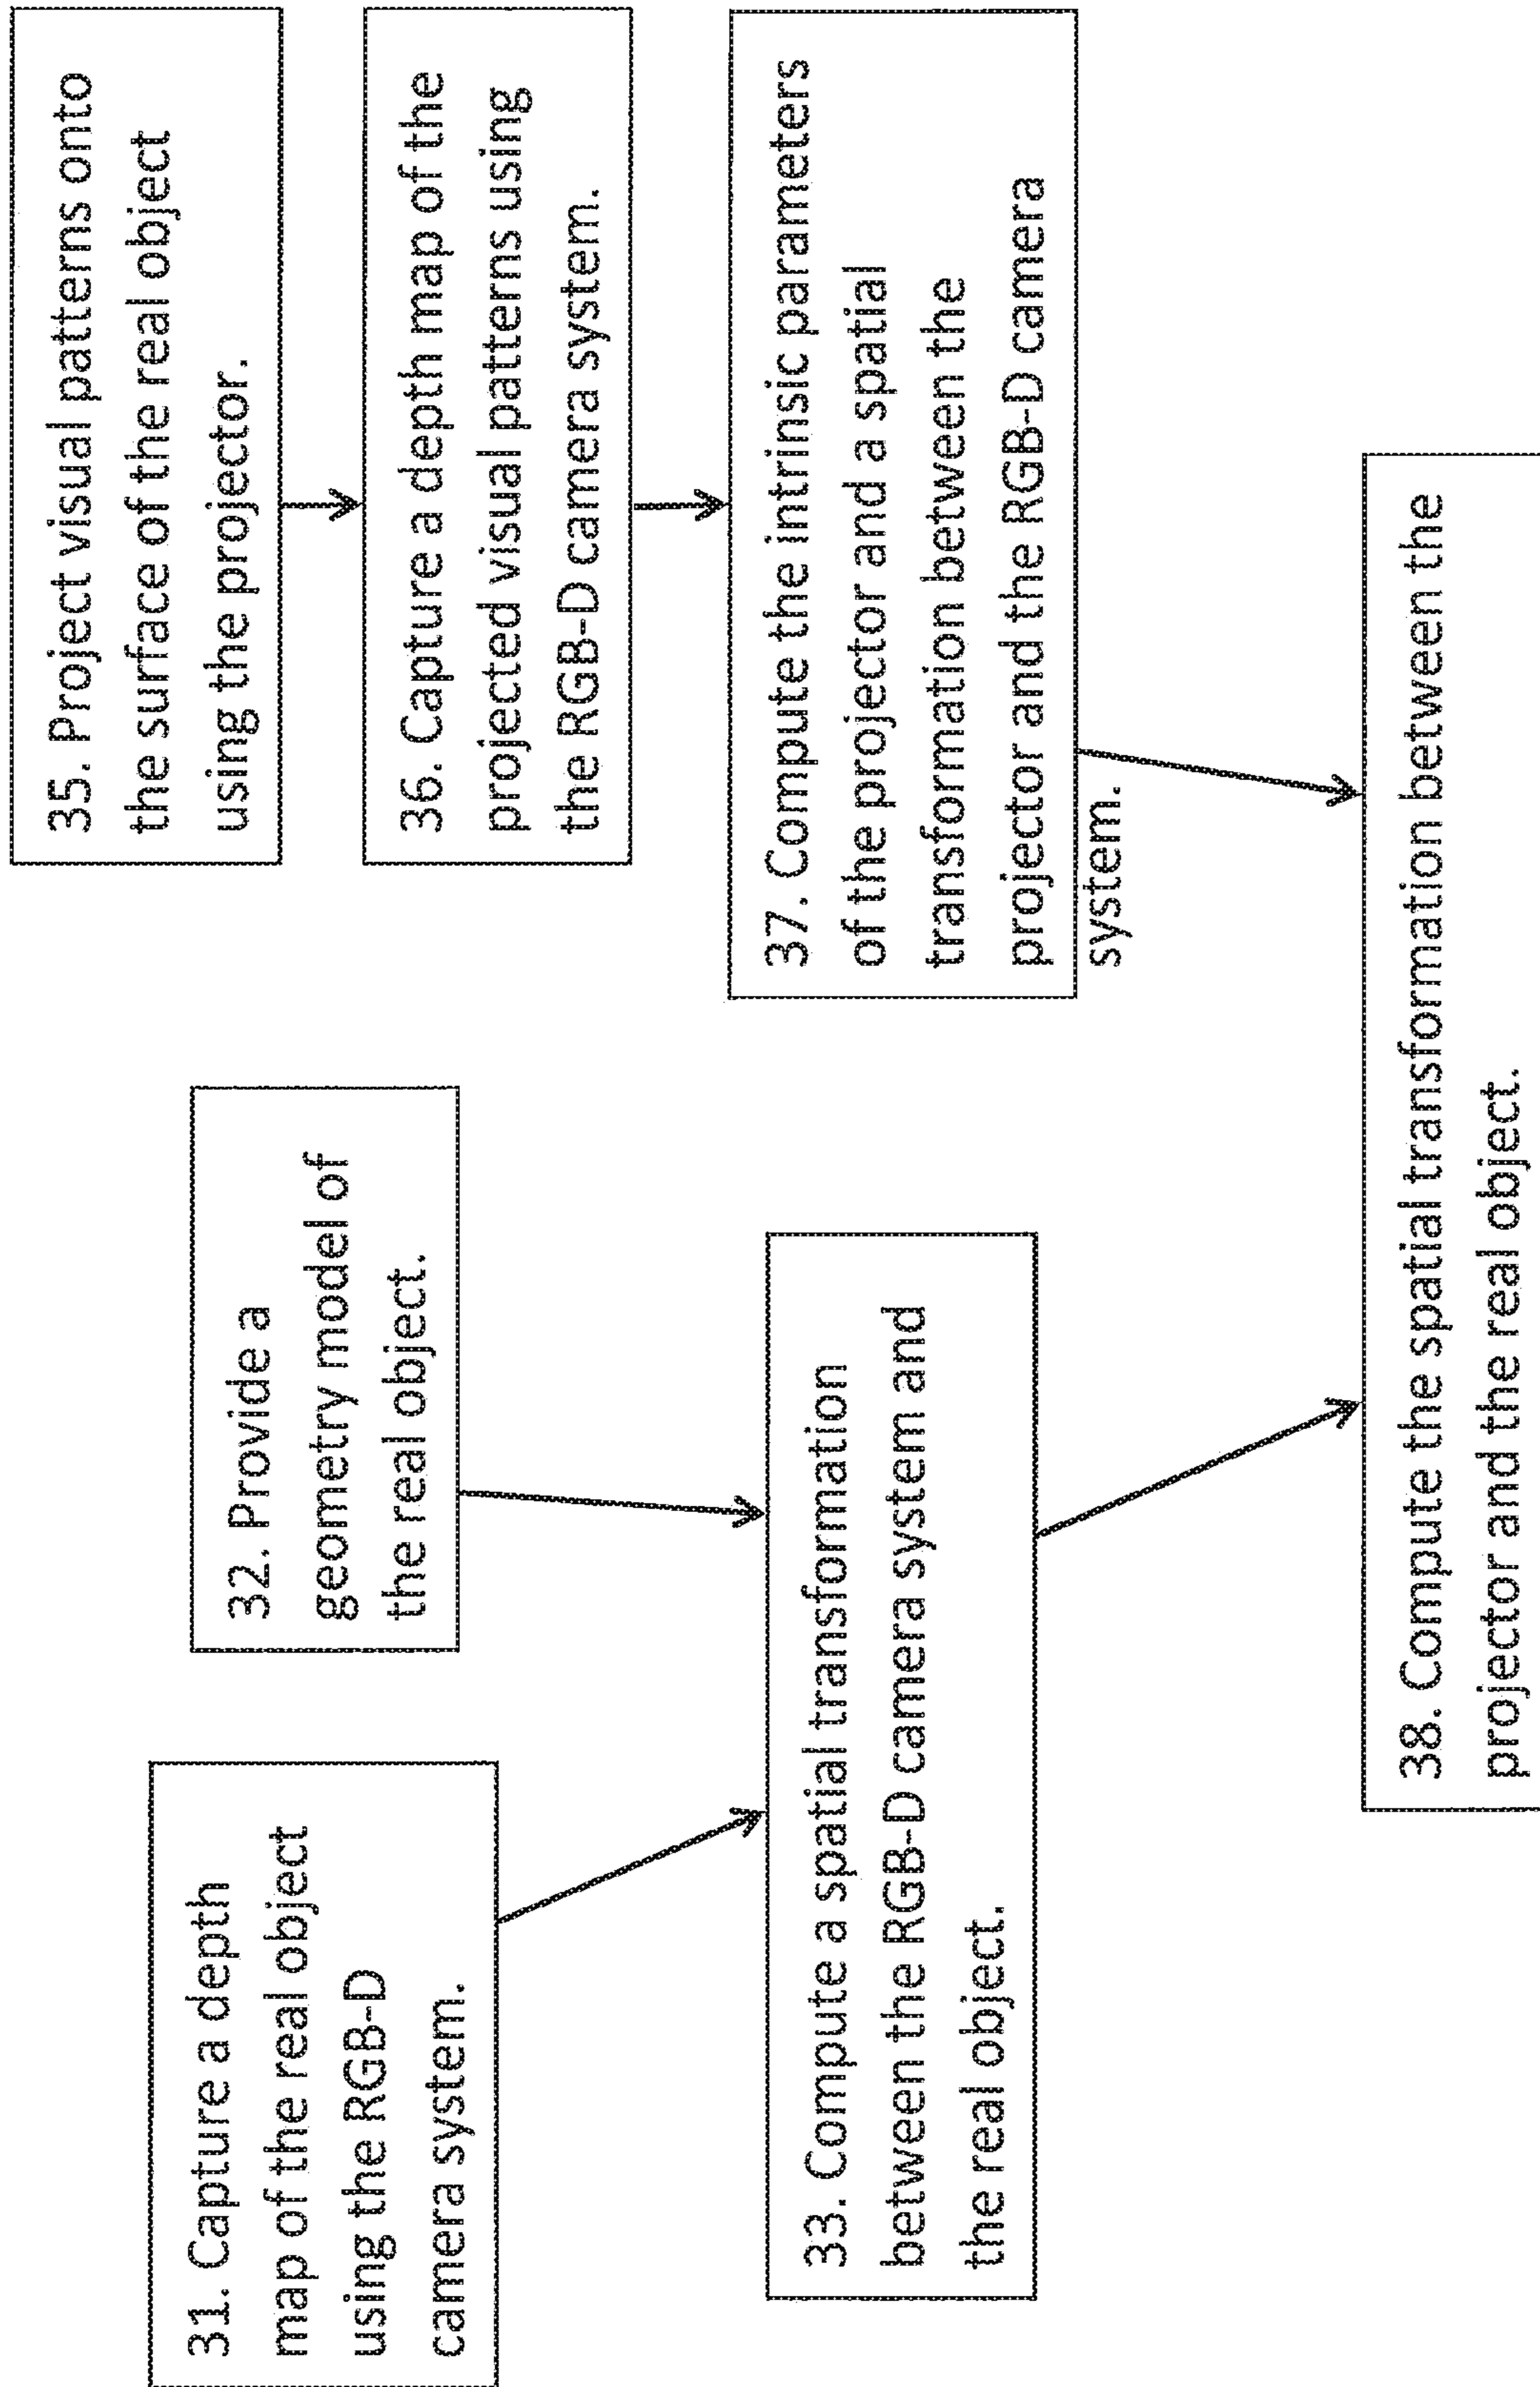 31. Capture a depth
map of the real object
using the RGB-D
camera system.
32. Provide a
geometry model of
the real object.
33. Compute a spatial transformation
between the RGB-D camera system and
the real object.
35. Project visual patterns onto
the surface of the real object
using the projector.
36. Capture a depth map of the
projected visual patterns using
the RGB-D camera system.
37. Compute the intrinsic parameters
of the projector and a spatial
transformation between the
projector and the RGB-D camera
system.
38. Compute the spatial transformation between the
projector and the real object.